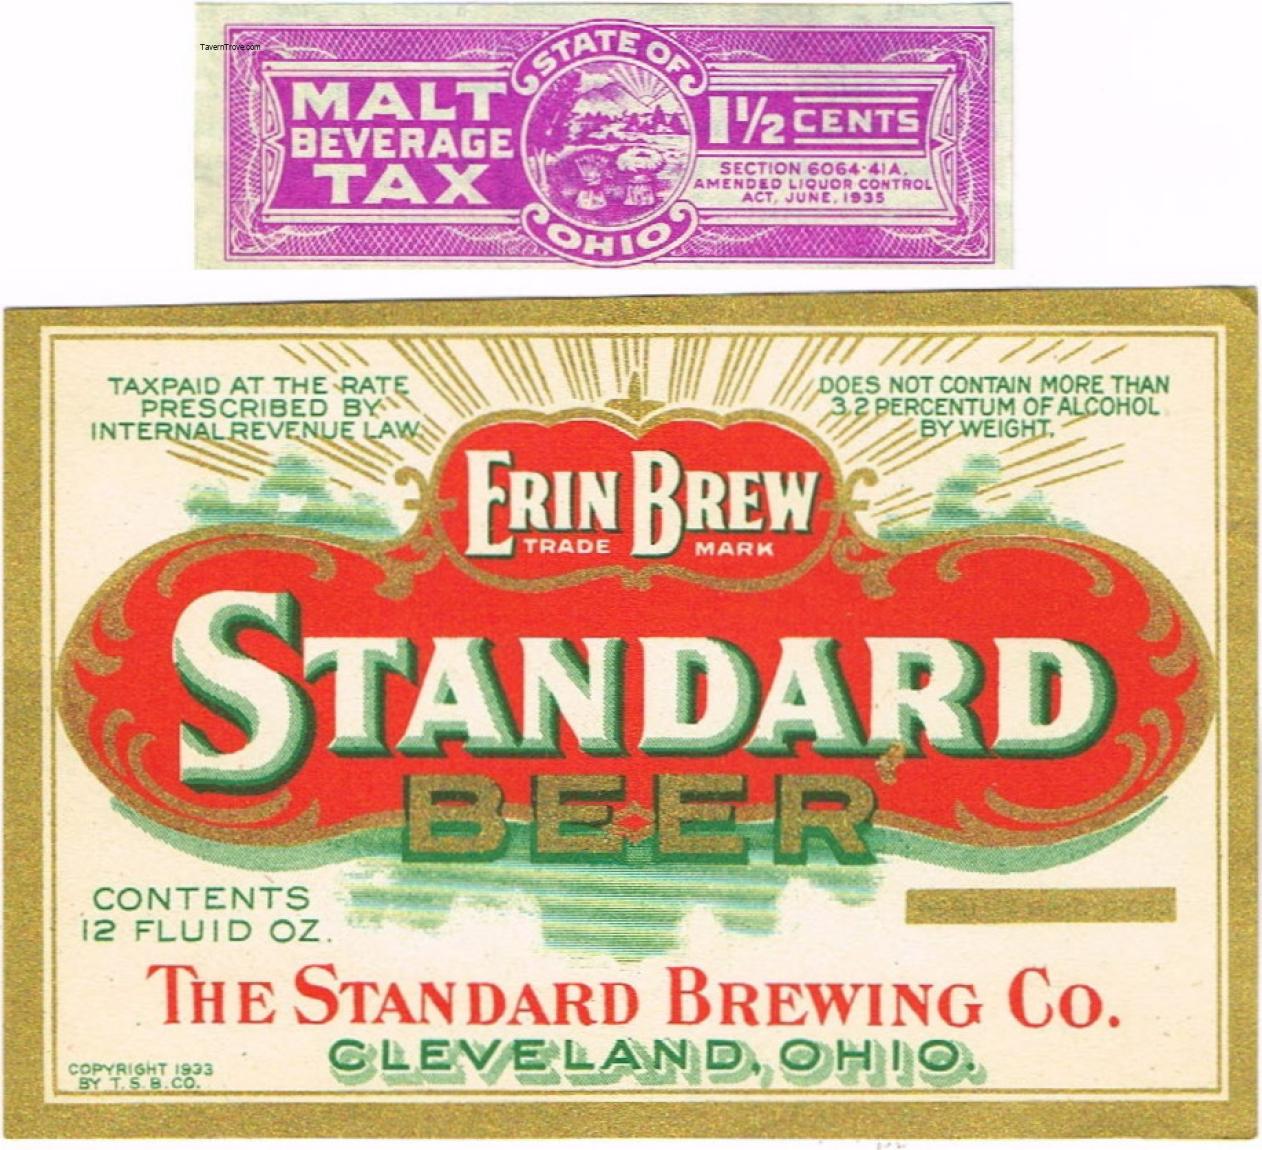 TavernTrove.com
STATE OF
MALT
BEVERAGE
TAX
1½ CENTS
SECTION 6064-41A,
AMENDED LIQUOR CONTROL
ACT, JUNE, 1935
OHIO
TAXPAID AT THE RATE
PRESCRIBED BY
INTERNAL REVENUE LAW
DOES NOT CONTAIN MORE THAN
3.2 PERCENTUM OF ALCOHOL
BY WEIGHT.
ERIN BREW
TRADE MARK
STANDARD
BEER
CONTENTS
12 FLUID OZ.
THE STANDARD BREWING CO.
CLEVELAND, OHIO.
COPYRIGHT 1933
BY T. S. B. CO.